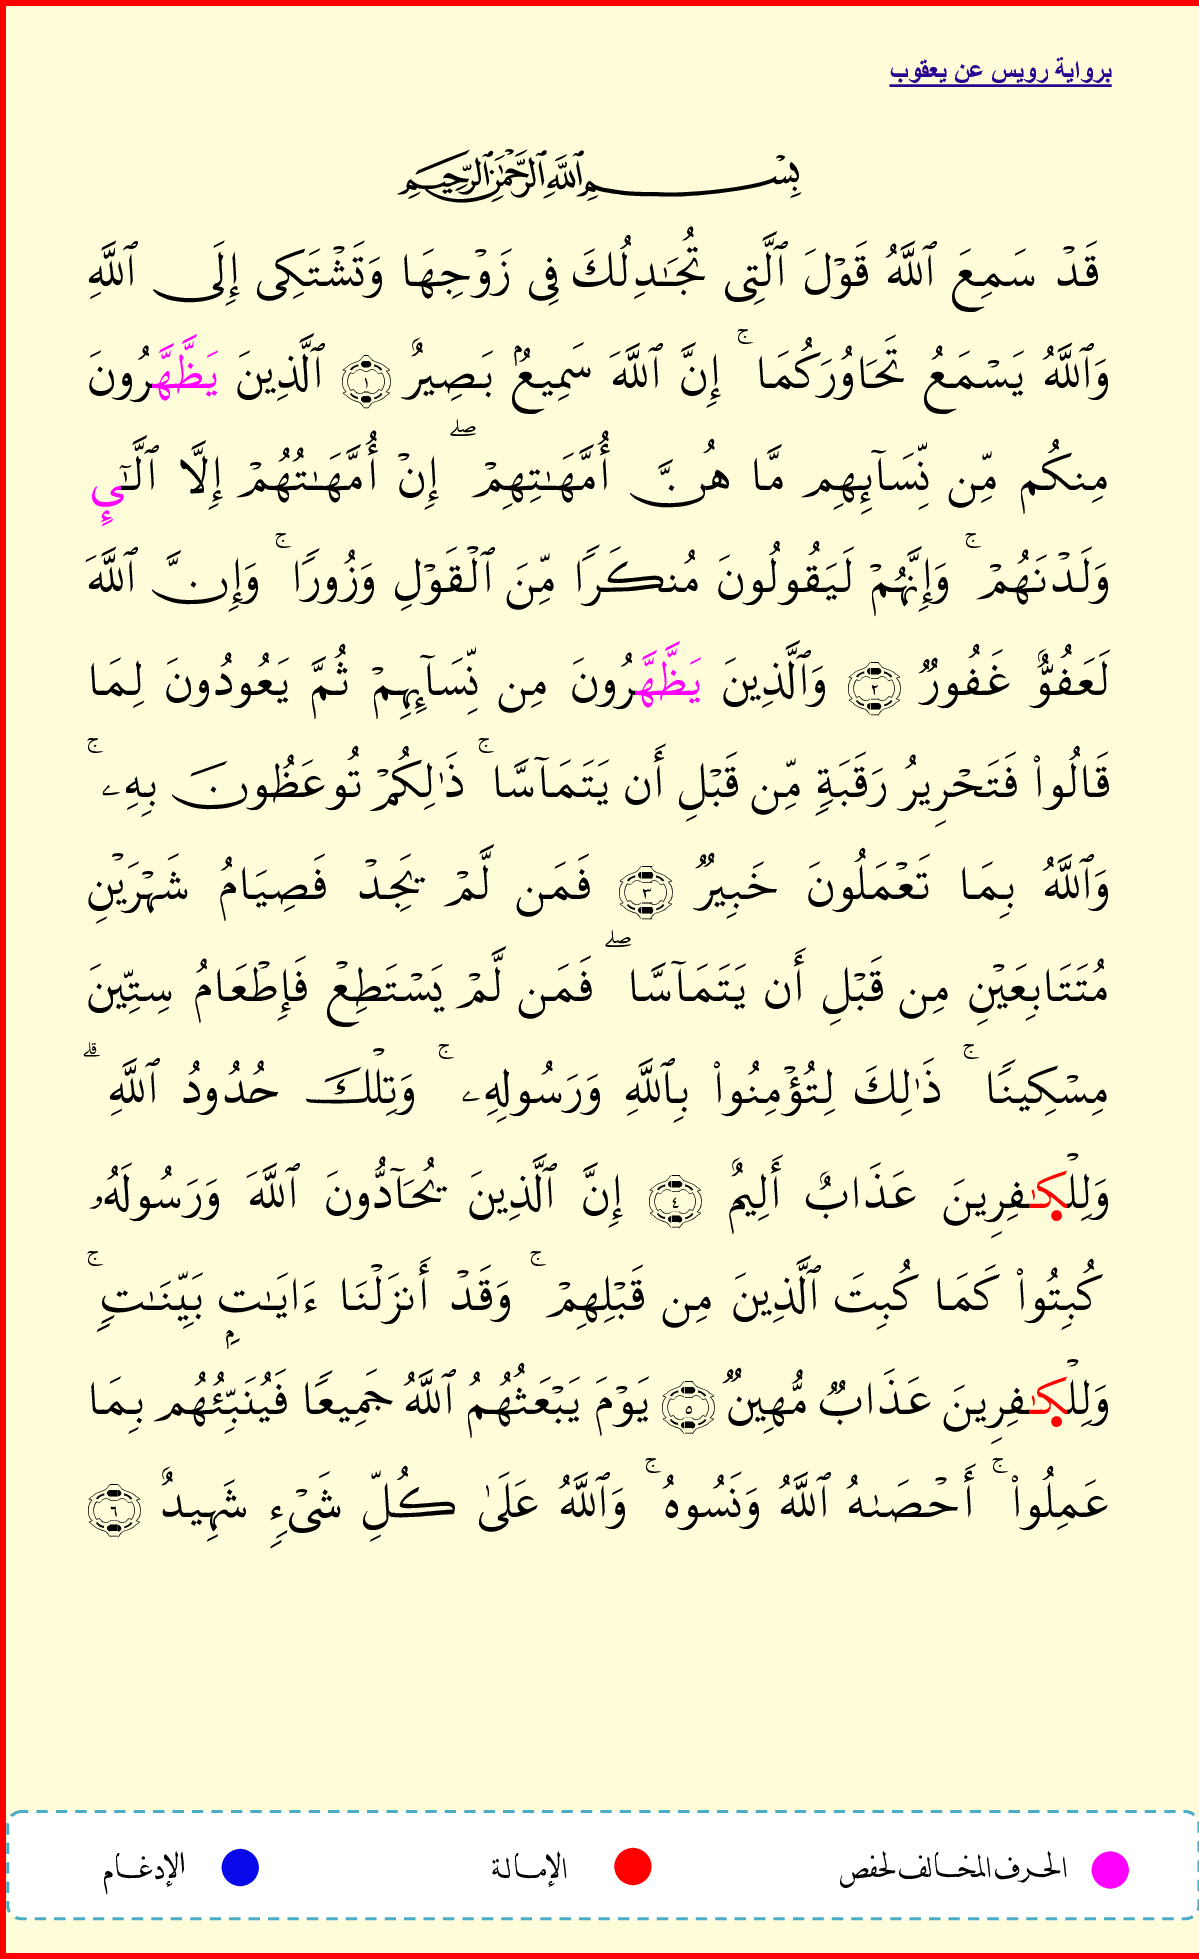 برواية رويس عن يعقوب
بِسْمِ ٱللَّهِ ٱلرَّحْمَٰنِ ٱلرَّحِيمِ
قَدْ سَمِعَ ٱللَّهُ قَوْلَ ٱلَّتِى تُجَـٰدِلُكَ فِى زَوْجِهَا وَتَشْتَكِى إِلَى ٱللَّهِ
وَٱللَّهُ يَسْمَعُ تَحَاوُرَكُمَا ۚ إِنَّ ٱللَّهَ سَمِيعٌۢ بَصِيرٌ ١ ٱلَّذِينَ يَظَّهَّرُونَ
مِنكُم مِّن نِّسَآئِهِم مَّا هُنَّ أُمَّهَـٰتِهِمْ ۖ إِنْ أُمَّهَـٰتُهُمْ إِلَّا ٱلَّـٰٓىِٕ
وَلَدْنَهُمْ ۚ وَإِنَّهُمْ لَيَقُولُونَ مُنكَرًا مِّنَ ٱلْقَوْلِ وَزُورًا ۚ وَإِنَّ ٱللَّهَ
لَعَفُوٌّ غَفُورٌ ٢ وَٱلَّذِينَ يَظَّهَّرُونَ مِن نِّسَآئِهِمْ ثُمَّ يَعُودُونَ لِمَا
قَالُوا۟ فَتَحْرِيرُ رَقَبَةٍ مِّن قَبْلِ أَن يَتَمَآسَّا ۚ ذَٰلِكُمْ تُوعَظُونَ بِهِۦ ۚ
وَٱللَّهُ بِمَا تَعْمَلُونَ خَبِيرٌ ٣ فَمَن لَّمْ يَجِدْ فَصِيَامُ شَهْرَيْنِ
مُتَتَابِعَيْنِ مِن قَبْلِ أَن يَتَمَآسَّا ۖ فَمَن لَّمْ يَسْتَطِعْ فَإِطْعَامُ سِتِّينَ
مِسْكِينًا ۚ ذَٰلِكَ لِتُؤْمِنُوا۟ بِٱللَّهِ وَرَسُولِهِۦ ۚ وَتِلْكَ حُدُودُ ٱللَّهِ ۗ
وَلِلْكَـٰفِرِينَ عَذَابٌ أَلِيمٌ ٤ إِنَّ ٱلَّذِينَ يُحَآدُّونَ ٱللَّهَ وَرَسُولَهُۥ
كُبِتُوا۟ كَمَا كُبِتَ ٱلَّذِينَ مِن قَبْلِهِمْ ۚ وَقَدْ أَنزَلْنَا ءَايَـٰتٍۭ بَيِّنَـٰتٍ ۚ
وَلِلْكَـٰفِرِينَ عَذَابٌ مُّهِينٌ ٥ يَوْمَ يَبْعَثُهُمُ ٱللَّهُ جَمِيعًا فَيُنَبِّئُهُم بِمَا
عَمِلُوٓا۟ ۚ أَحْصَىٰهُ ٱللَّهُ وَنَسُوهُ ۚ وَٱللَّهُ عَلَىٰ كُلِّ شَىْءٍ شَهِيدٌ ٦
الحرف المخالف لحفص الإمالة الإدغام